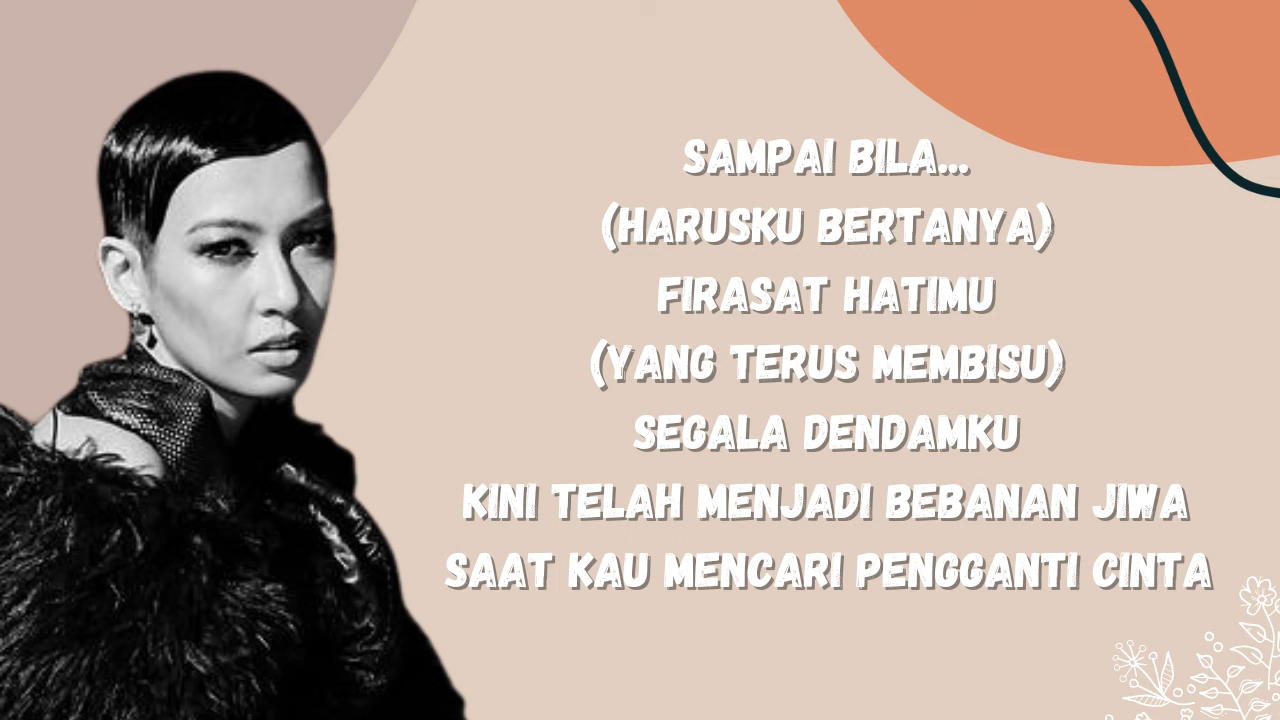 SAMPAI BILA...
(HARUSKU BERTANYA)
FIRASAT HATIMU
(YANG TERUS MEMBISU)
SEGALA DENDAMKU
KINI TELAH MENJADI BEBANAN JIWA
SAAT KAU MENCARI PENGGANTI CINTA